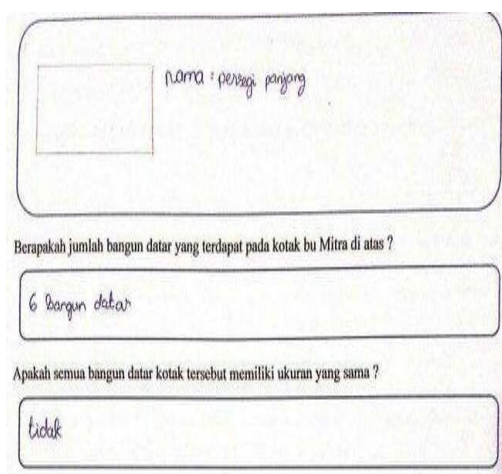 nama : persegi panjang
Berapakah jumlah bangun datar yang terdapat pada kotak bu Mitra di atas ?
6 Bangun datar
Apakah semua bangun datar kotak tersebut memiliki ukuran yang sama ?
tidak